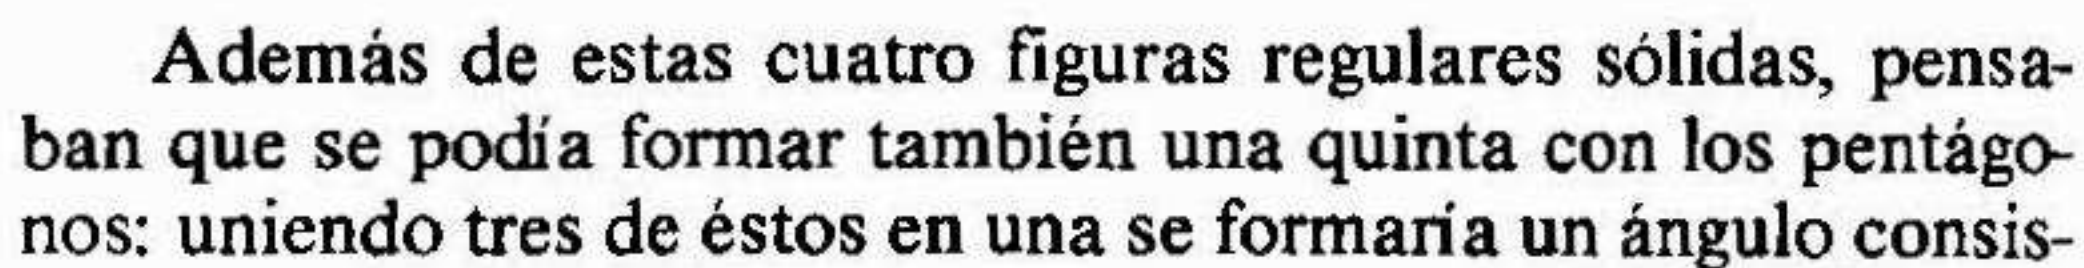 Además de estas cuatro figuras regulares sólidas, pensa-
ban que se podía formar también una quinta con los pentágo-
nos: uniendo tres de éstos en una se formaría un ángulo consis-